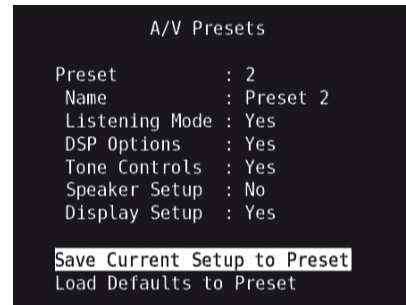 A/V Presets
Preset : 2
Name : Preset 2
Listening Mode : Yes
DSP Options : Yes
Tone Controls : Yes
Speaker Setup : No
Display Setup : Yes
Save Current Setup to Preset
Load Defaults to Preset